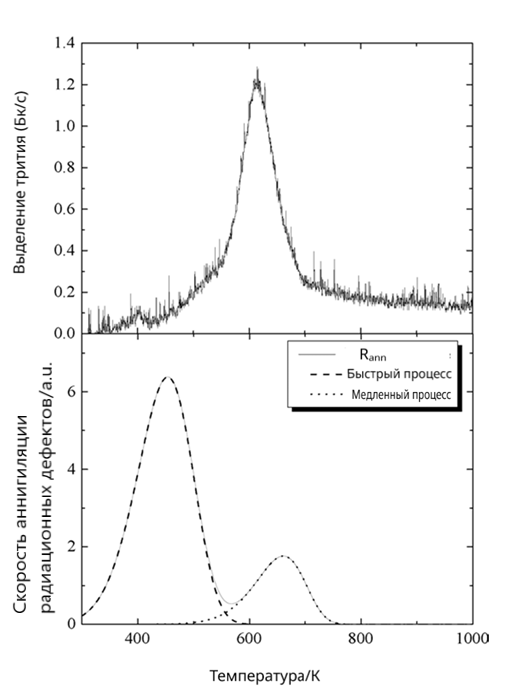 1.4
1.2
1.0
0.8
0.6
0.4
0.2
0.0
Выделение трития (Бк/с)
R_ann :
Быстрый процесс
Медленный процесс
6
4
2
0
Скорость аннигиляции
радиационных дефектов/a.u.
400 600 800 1000
Температура/К